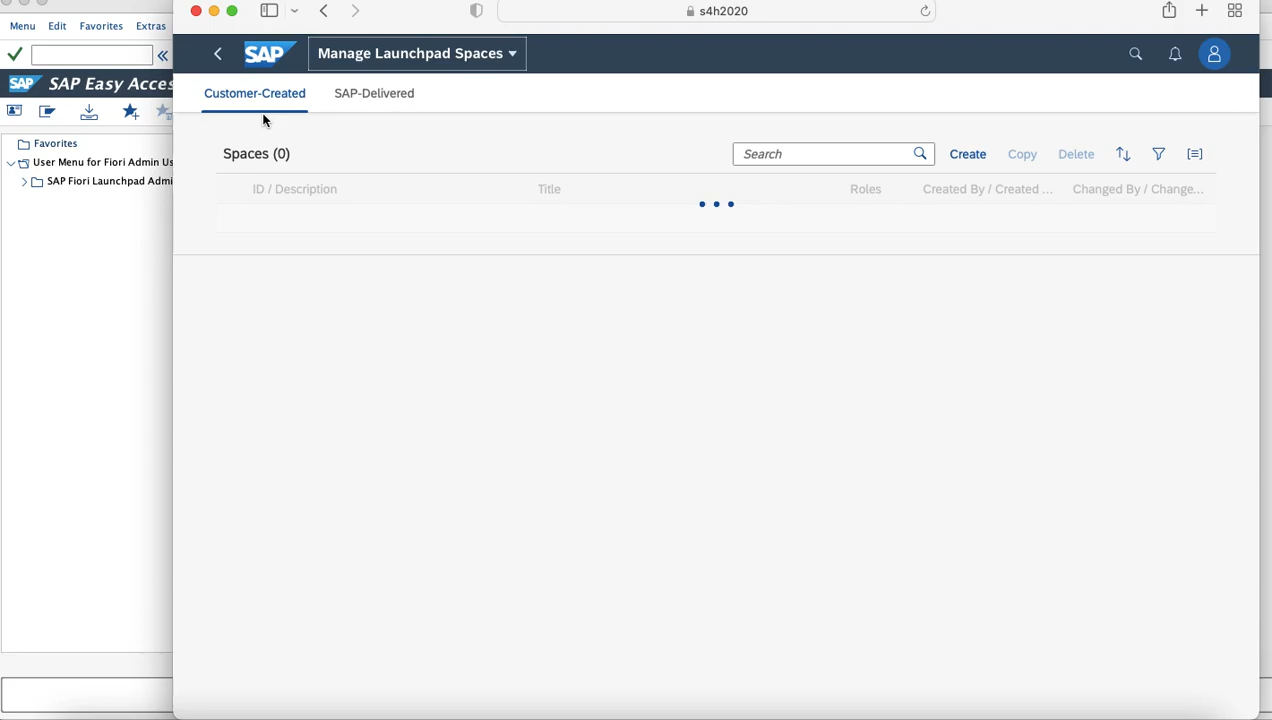 s4h2020
Menu Edit Favorites Extras
SAP Manage Launchpad Spaces
SAP SAP Easy Acces
Customer-Created SAP-Delivered
Favorites
Spaces (0) Search Create Copy Delete
User Menu for Fiori Admin Us
SAP Fiori Launchpad Admi
ID / Description Title Roles Created By / Created ... Changed By / Change...